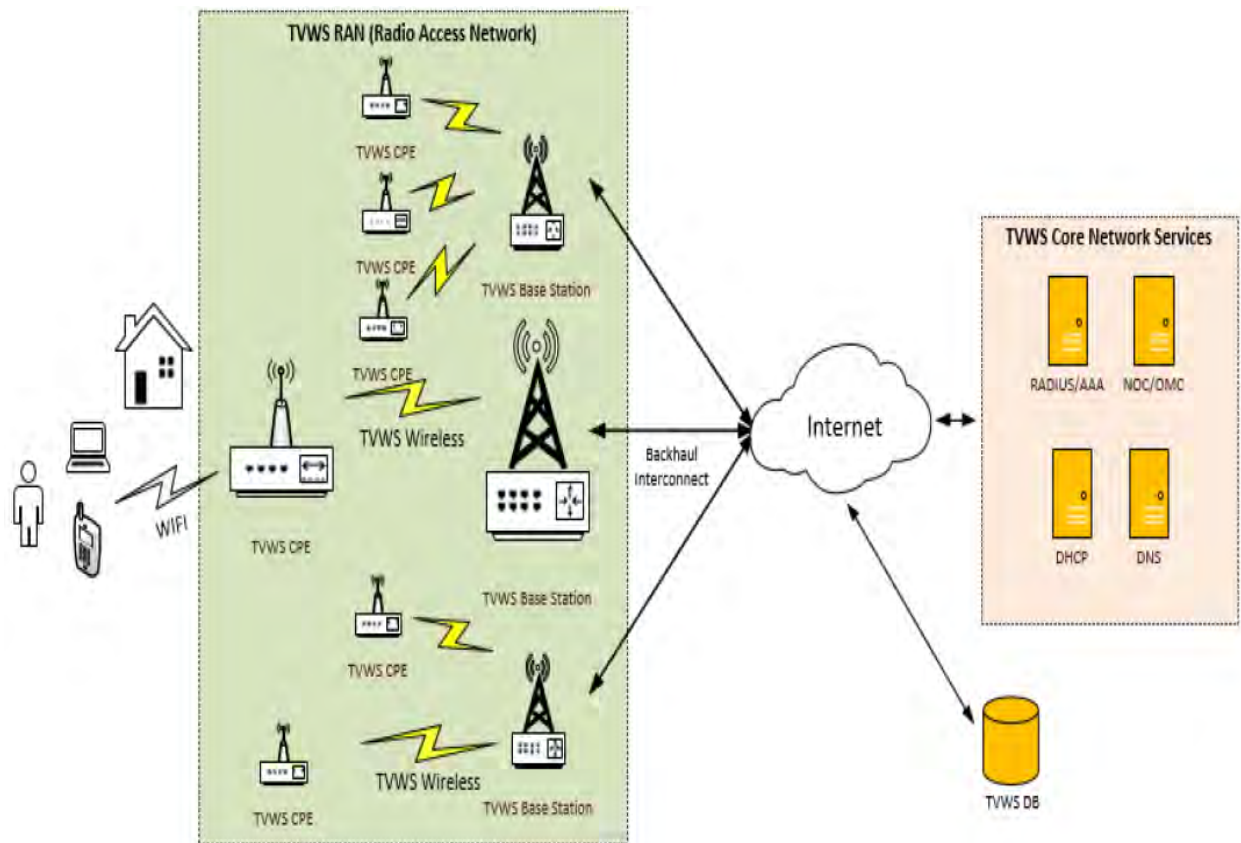 TVWS RAN (Radio Access Network)
TVWS CPE
TVWS CPE
TVWS Base Station
TVWS CPE
TVWS Wireless
WIFI
TVWS CPE
TVWS Base Station
TVWS CPE
TVWS Wireless
TVWS CPE
TVWS Base Station
Backhaul
Interconnect
Internet
TVWS Core Network Services
RADIUS/AAA
NOC/OMC
DHCP
DNS
TVWS DB